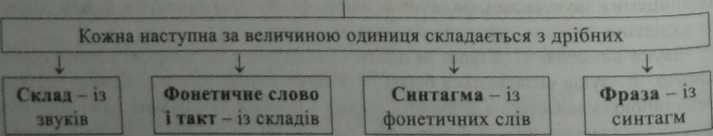 Кожна наступна за величиною одиниця складається з дрібних
Склад – із
звуків
Фонетичне слово
і такт – із складів
Синтагма – із
фонетичних слів
Фраза – із
синтагм